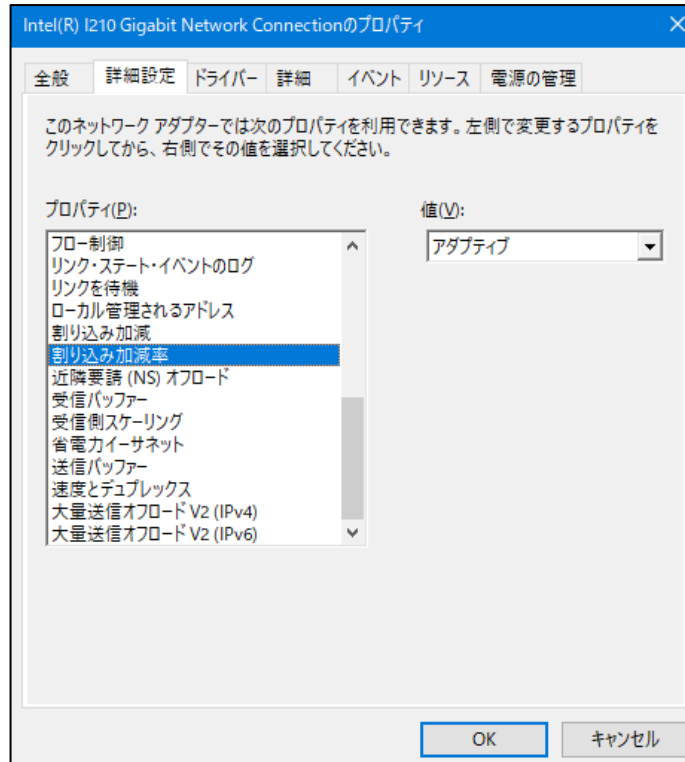 Intel(R) I210 Gigabit Network Connectionのプロパティ
全般 詳細設定 ドライバー 詳細 イベント リソース 電源の管理
このネットワーク アダプターでは次のプロパティを利用できます。左側で変更するプロパティを
クリックしてから、右側でその値を選択してください。
プロパティ(P):
値(V):
フロー制御
アダプティブ
リンク・ステート・イベントのログ
リンクを待機
ローカル管理されるアドレス
割り込み加減
割り込み加減率
近隣要請 (NS) オフロード
受信バッファー
受信側スケーリング
省電力イーサネット
送信バッファー
速度とデュプレックス
大量送信オフロード V2 (IPv4)
大量送信オフロード V2 (IPv6)
OK
キャンセル